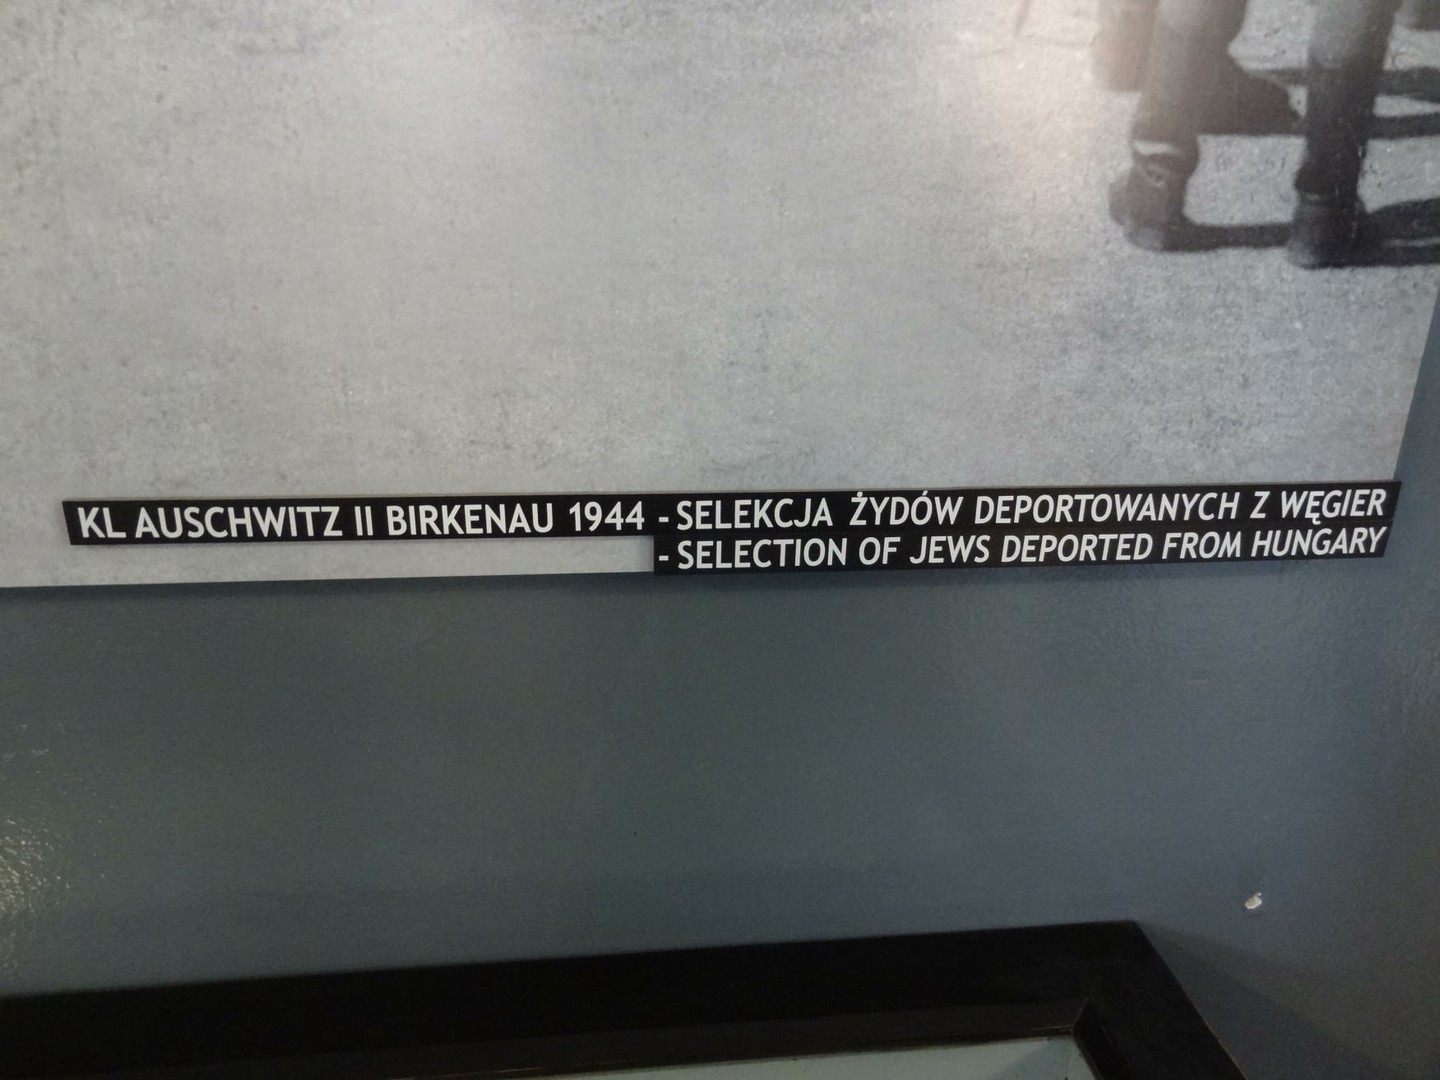 KL AUSCHWITZ II BIRKENAU 1944 - SELEKCJA ŻYDÓW DEPORTOWANYCH Z WĘGIER
- SELECTION OF JEWS DEPORTED FROM HUNGARY